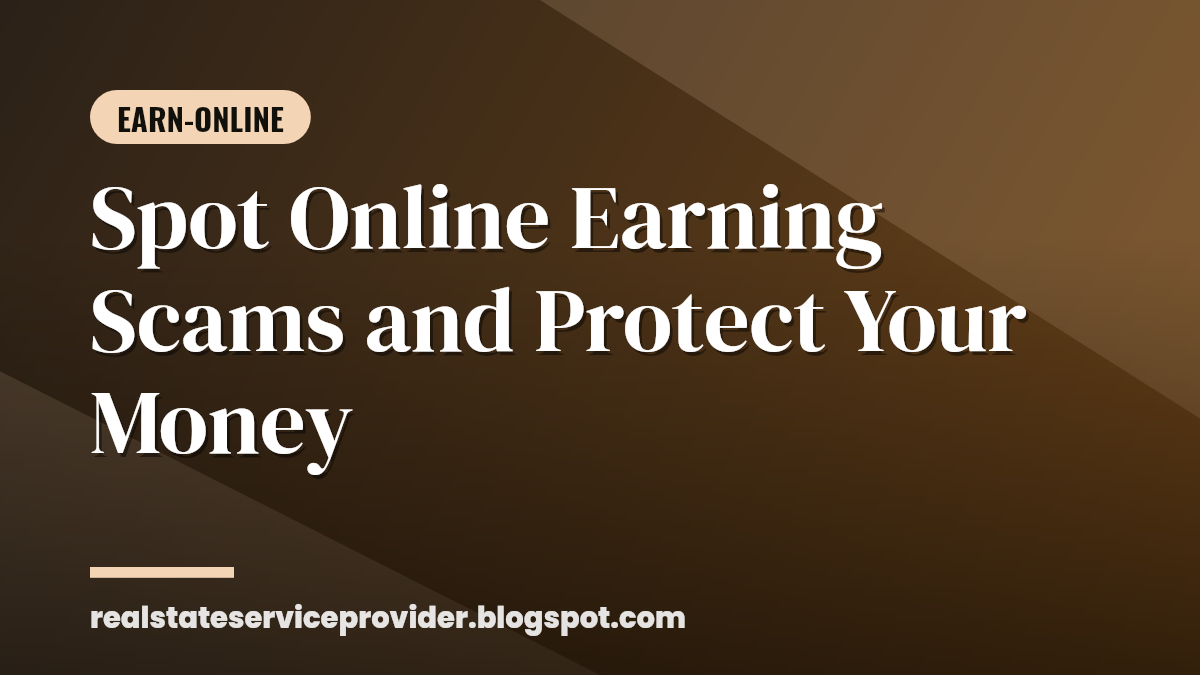 EARN-ONLINE
Spot Online Earning
Scams and Protect Your
Money
realstateserviceprovider.blogspot.com